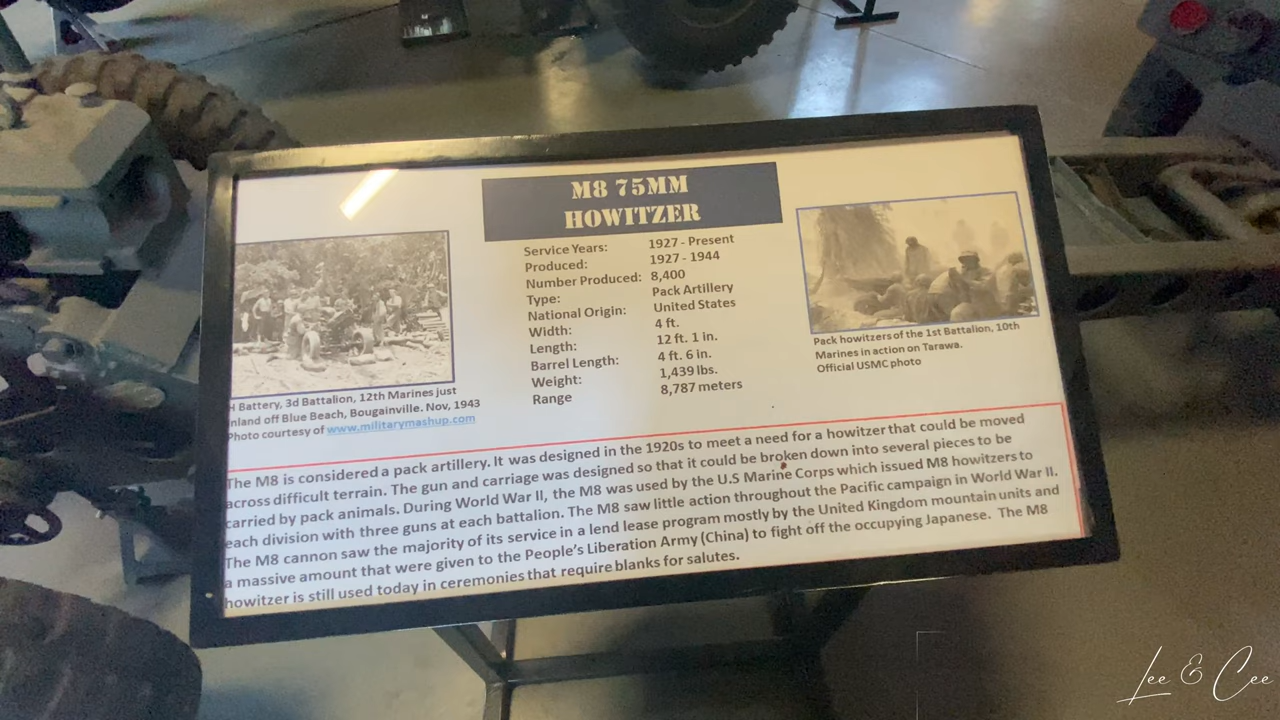 M8 75MM
HOWITZER
Service Years: 1927 - Present
Produced: 1927 - 1944
Number Produced: 8,400
Type: Pack Artillery
National Origin: United States
Width: 4 ft.
Length: 12 ft. 1 in.
Barrel Length: 4 ft. 6 in.
Weight: 1,439 lbs.
Range 8,787 meters
H Battery, 3d Battalion, 12th Marines just
inland off Blue Beach, Bougainville. Nov, 1943
Photo courtesy of www.militarymashup.com
Pack howitzers of the 1st Battalion, 10th
Marines in action on Tarawa.
Official USMC photo
The M8 is considered a pack artillery. It was designed in the 1920s to meet a need for a howitzer that could be moved
across difficult terrain. The gun and carriage was designed so that it could be broken down into several pieces to be
carried by pack animals. During World War II, the M8 was used by the U.S Marine Corps which issued M8 howitzers to
each division with three guns at each battalion. The M8 saw little action throughout the Pacific campaign in World War II.
The M8 cannon saw the majority of its service in a lend lease program mostly by the United Kingdom mountain units and
a massive amount that were given to the People's Liberation Army (China) to fight off the occupying Japanese. The M8
howitzer is still used today in ceremonies that require blanks for salutes.
Lee & Cee